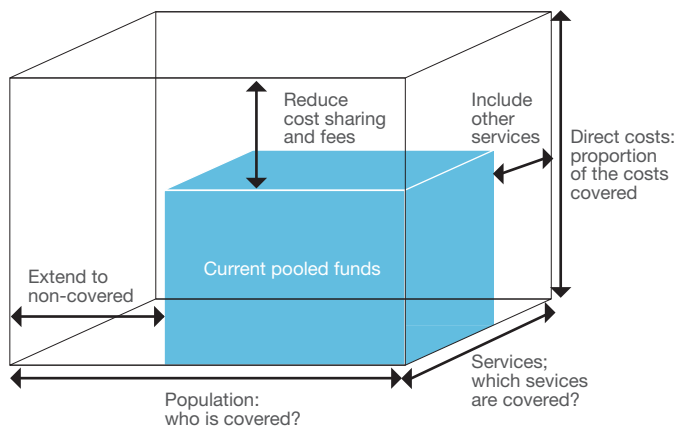 Reduce
cost sharing
and fees
Include
other
services
Direct costs:
proportion
of the costs
covered
Current pooled funds
Extend to
non-covered
Population:
who is covered?
Services;
which sevices
are covered?